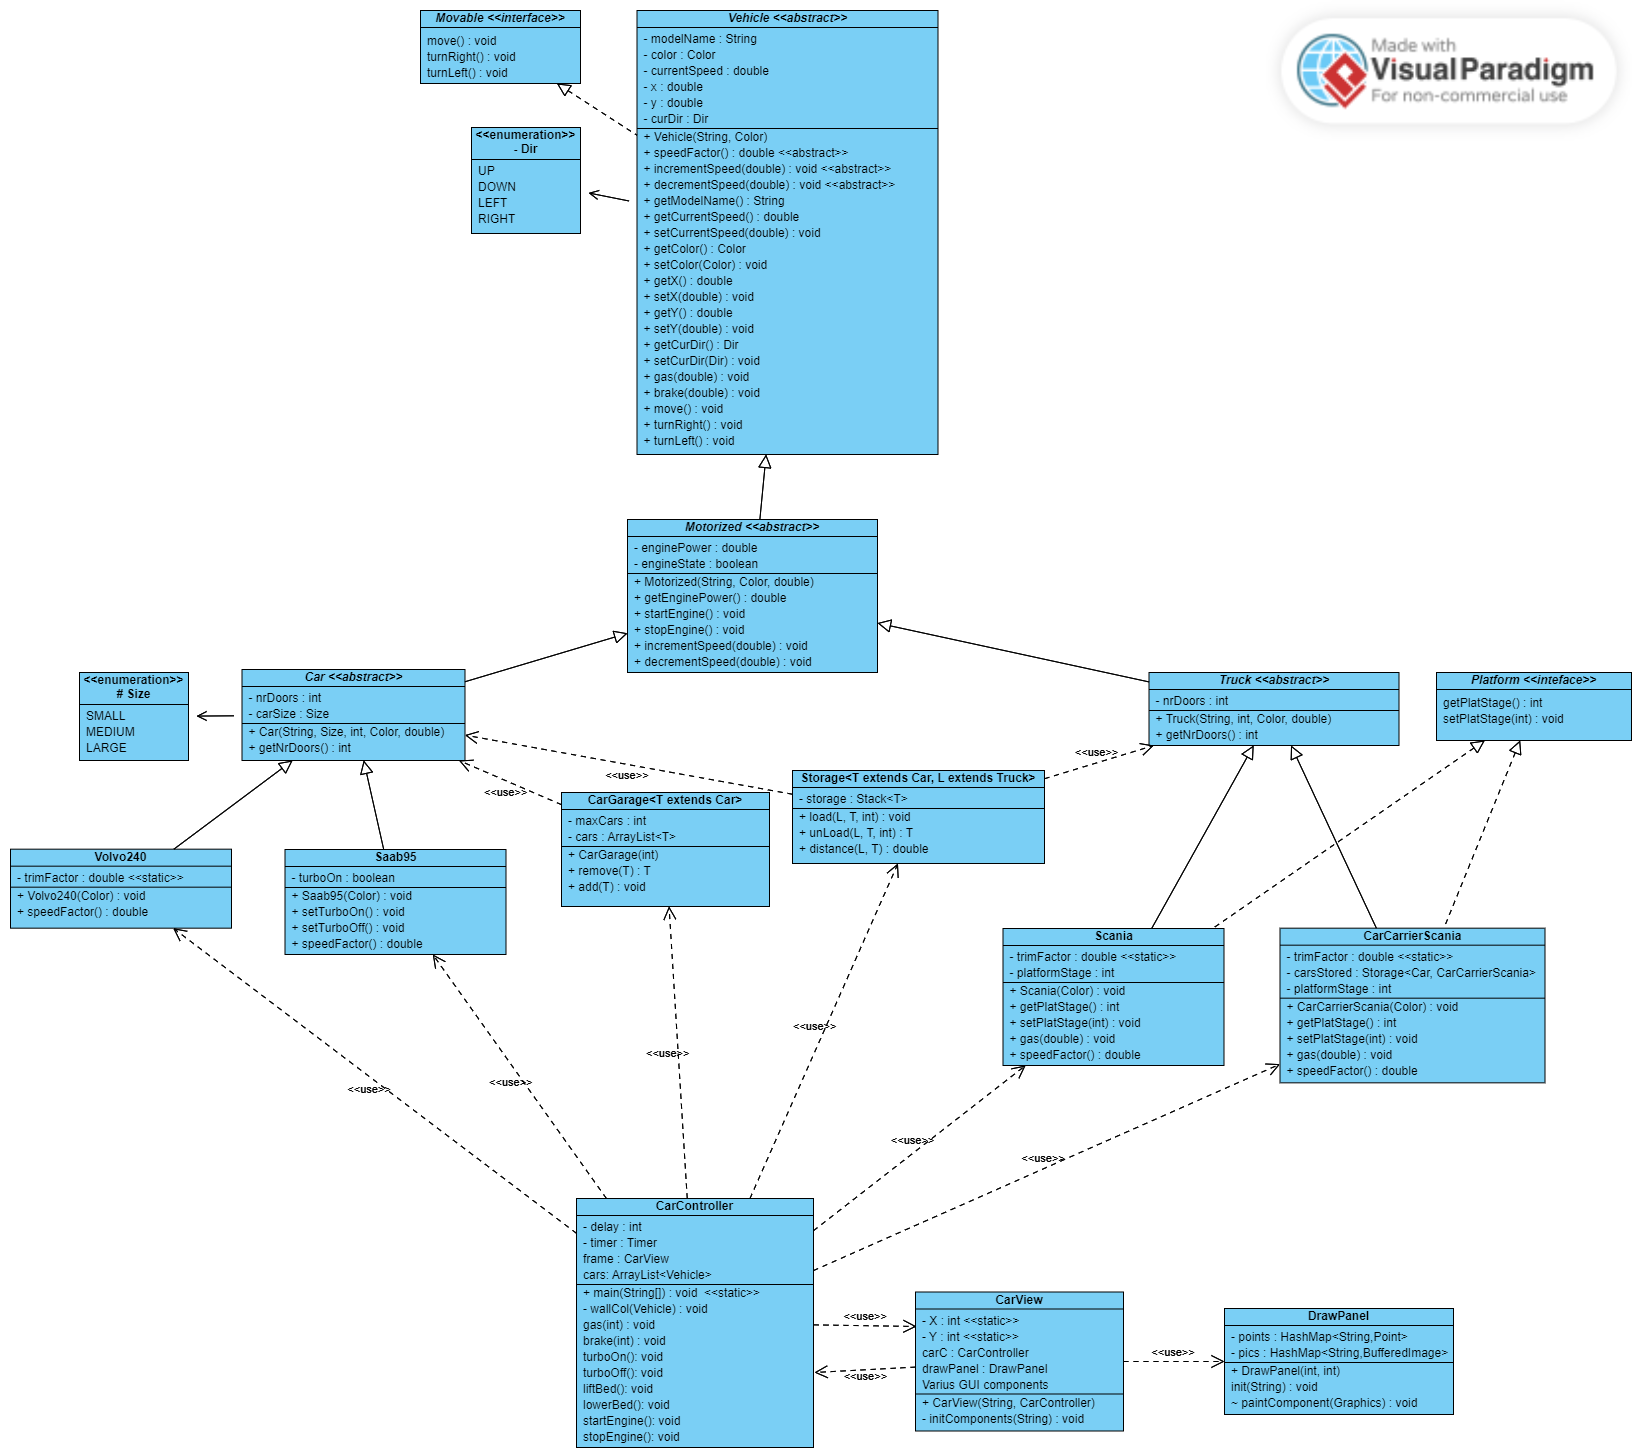 Movable <<interface>>
move() : void
turnRight() : void
turnLeft() : void
Vehicle <<abstract>>
- modelName : String
- color : Color
- currentSpeed : double
- x : double
- y : double
- curDir : Dir
+ Vehicle(String, Color)
+ speedFactor() : double <<abstract>>
+ incrementSpeed(double) : void <<abstract>>
+ decrementSpeed(double) : void <<abstract>>
+ getModelName() : String
+ getCurrentSpeed() : double
+ setCurrentSpeed(double) : void
+ getColor() : Color
+ setColor(Color) : void
+ getX() : double
+ setX(double) : void
+ getY() : double
+ setY(double) : void
+ getCurDir() : Dir
+ setCurDir(Dir) : void
+ gas(double) : void
+ brake(double) : void
+ move() : void
+ turnRight() : void
+ turnLeft() : void
Made with
Visual Paradigm
For non-commercial use
<<enumeration>>
- Dir
UP
DOWN
LEFT
RIGHT
Motorized <<abstract>>
- enginePower : double
- engineState : boolean
+ Motorized(String, Color, double)
+ getEnginePower() : double
+ startEngine() : void
+ stopEngine() : void
+ incrementSpeed(double) : void
+ decrementSpeed(double) : void
<<enumeration>>
# Size
SMALL
MEDIUM
LARGE
Car <<abstract>>
- nrDoors : int
- carSize : Size
+ Car(String, Size, int, Color, double)
+ getNrDoors() : int
Truck <<abstract>>
- nrDoors : int
+ Truck(String, int, Color, double)
+ getNrDoors() : int
Platform <<inteface>>
getPlatStage() : int
setPlatStage(int) : void
<<use>>
<<use>>
<<use>>
CarGarage<T extends Car>
- maxCars : int
- cars : ArrayList<T>
+ CarGarage(int)
+ remove(T) : T
+ add(T) : void
Storage<T extends Car, L extends Truck>
- storage : Stack<T>
+ load(L, T, int) : void
+ unLoad(L, T, int) : T
+ distance(L, T) : double
Volvo240
- trimFactor : double <<static>>
+ Volvo240(Color) : void
+ speedFactor() : double
Saab95
- turboOn : boolean
+ Saab95(Color) : void
+ setTurboOn() : void
+ setTurboOff() : void
+ speedFactor() : double
Scania
- trimFactor : double <<static>>
- platformStage : int
+ Scania(Color) : void
+ getPlatStage() : int
+ setPlatStage(int) : void
+ gas(double) : void
+ speedFactor() : double
CarCarrierScania
- trimFactor : double <<static>>
- carsStored : Storage<Car, CarCarrierScania>
- platformStage : int
+ CarCarrierScania(Color) : void
+ getPlatStage() : int
+ setPlatStage(int) : void
+ gas(double) : void
+ speedFactor() : double
<<use>>
<<use>>
<<use>>
<<use>>
<<use>>
<<use>>
CarController
- delay : int
- timer : Timer
frame : CarView
cars: ArrayList<Vehicle>
+ main(String[]) : void <<static>>
- wallCol(Vehicle) : void
gas(int) : void
brake(int) : void
turboOn(): void
turboOff(): void
liftBed(): void
lowerBed(): void
startEngine(): void
stopEngine(): void
<<use>>
<<use>>
CarView
- X : int <<static>>
- Y : int <<static>>
carC : CarController
drawPanel : DrawPanel
Varius GUI components
+ CarView(String, CarController)
- initComponents(String) : void
<<use>>
DrawPanel
- points : HashMap<String,Point>
- pics : HashMap<String,BufferedImage>
+ DrawPanel(int, int)
init(String) : void
~ paintComponent(Graphics) : void